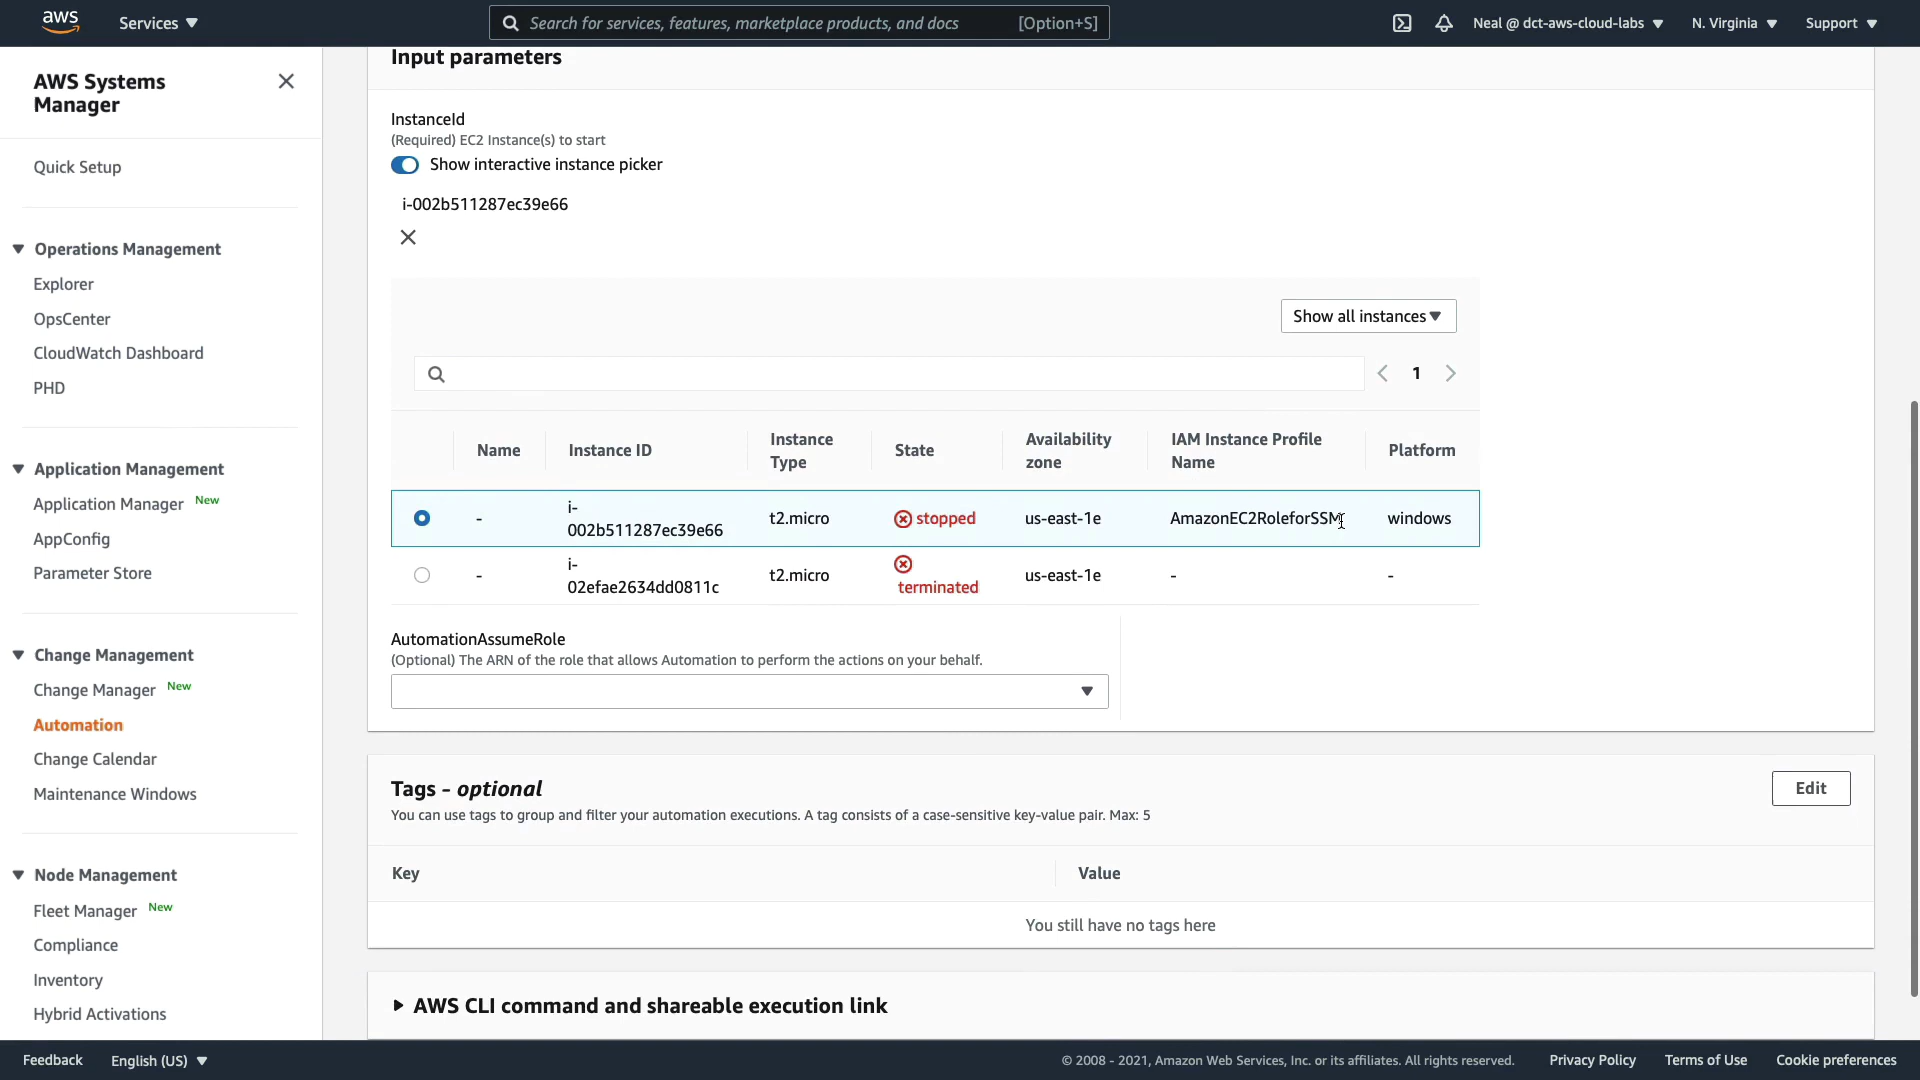 aws
Services
Search for services, features, marketplace products, and docs [Option+S]
Neal @ dct-aws-cloud-labs
N. Virginia
Support
AWS Systems
Manager
Quick Setup
Operations Management
Explorer
OpsCenter
CloudWatch Dashboard
PHD
Application Management
Application Manager New
AppConfig
Parameter Store
Change Management
Change Manager New
Automation
Change Calendar
Maintenance Windows
Node Management
Fleet Manager New
Compliance
Inventory
Hybrid Activations
Input parameters
InstanceId
(Required) EC2 Instance(s) to start
Show interactive instance picker
i-002b511287ec39e66
Show all instances
1
Name
Instance ID
Instance
Type
State
Availability
zone
IAM Instance Profile
Name
Platform
-
i-
002b511287ec39e66
t2.micro
stopped
us-east-1e
AmazonEC2RoleforSSM
windows
-
i-
02efae2634dd0811c
t2.micro
terminated
us-east-1e
-
-
AutomationAssumeRole
(Optional) The ARN of the role that allows Automation to perform the actions on your behalf.
Tags - optional
Edit
You can use tags to group and filter your automation executions. A tag consists of a case-sensitive key-value pair. Max: 5
Key
Value
You still have no tags here
AWS CLI command and shareable execution link
Feedback
English (US)
© 2008 - 2021, Amazon Web Services, Inc. or its affiliates. All rights reserved.
Privacy Policy
Terms of Use
Cookie preferences